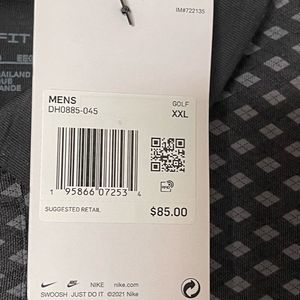 IM#722135
FIT
MENS
DH0885-045
GOLF
XXL
1 95866 07253 4
SUGGESTED RETAIL
$85.00
NIKE nike.com
SWOOSH JUST DO IT ©2021 Nike